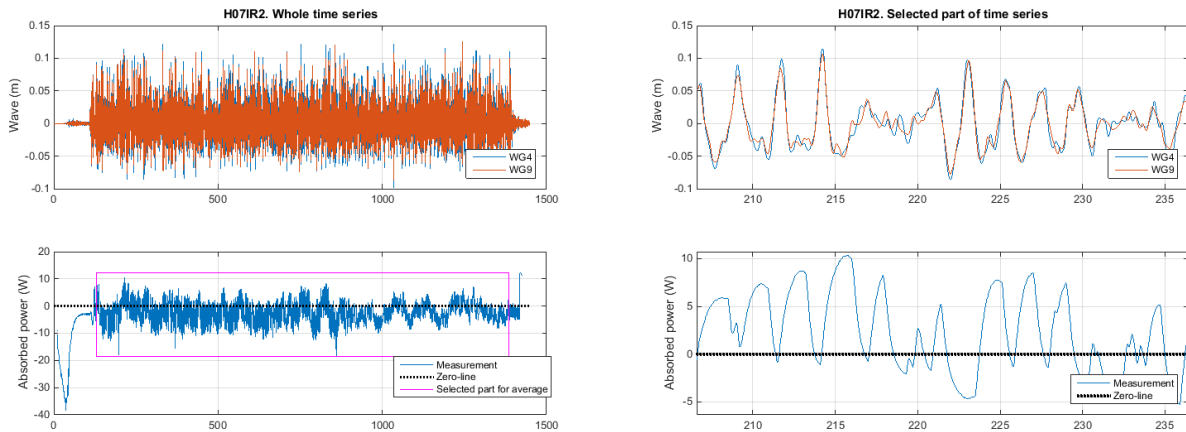 H07IR2. Whole time series
Wave (m)
0.15
0.1
0.05
0
-0.05
-0.1
WG4
WG9
0
500
1000
1500
H07IR2. Selected part of time series
Wave (m)
0.15
0.1
0.05
0
-0.05
-0.1
WG4
WG9
210
215
220
225
230
235
Absorbed power (W)
20
10
0
-10
-20
-30
-40
Measurement
Zero-line
Selected part for average
0
500
1000
1500
Absorbed power (W)
10
5
0
-5
Measurement
Zero-line
210
215
220
225
230
235